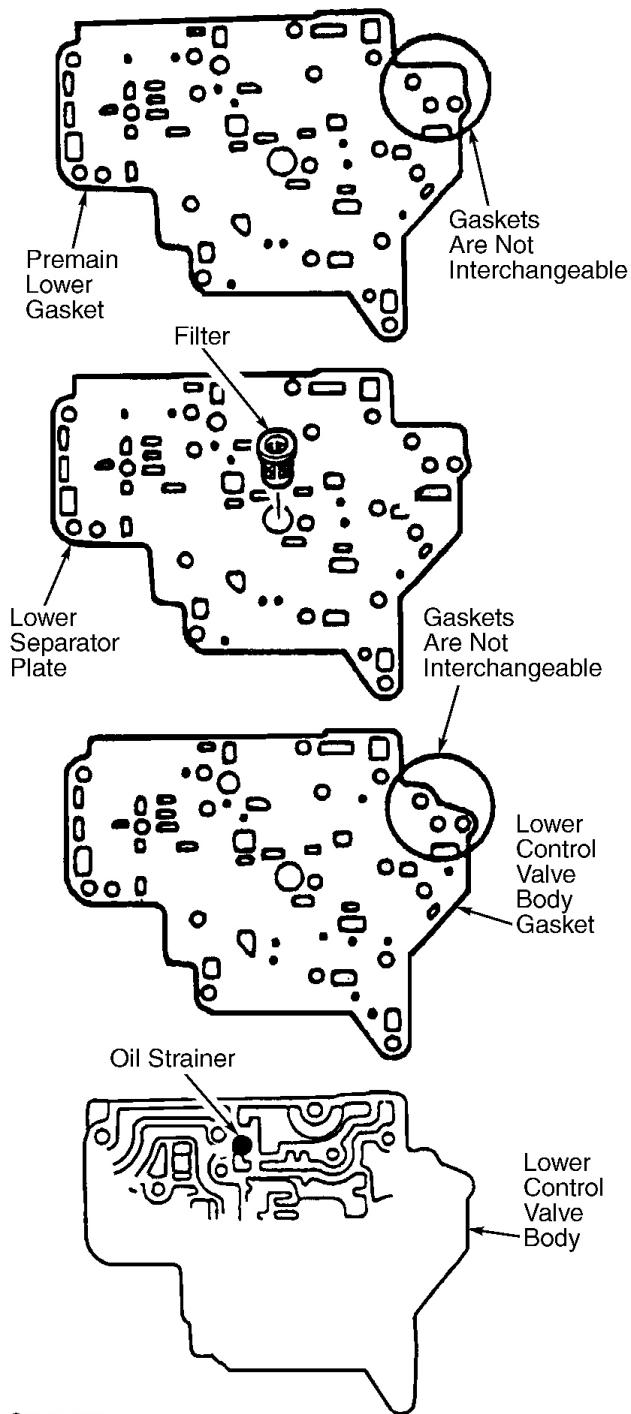 Premain
Lower
Gasket
Gaskets
Are Not
Interchangeable
Filter
Lower
Separator
Plate
Gaskets
Are Not
Interchangeable
Lower
Control
Valve
Body
Gasket
Oil Strainer
Lower
Control
Valve
Body